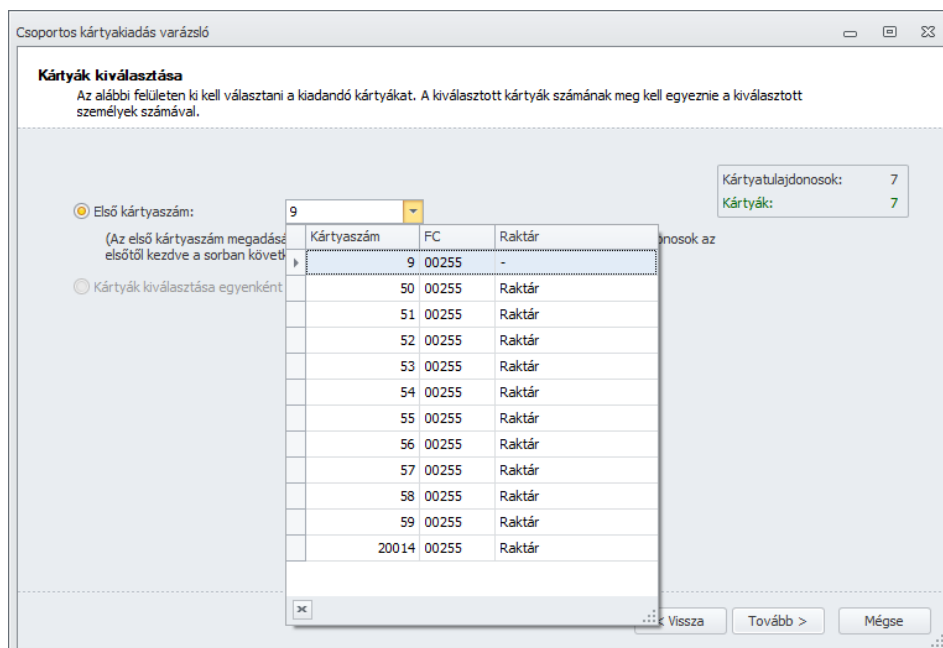 Csoportos kártyakiadás varázsló
Kártyák kiválasztása
Az alábbi felületen ki kell választani a kiadandó kártyákat. A kiválasztott kártyák számának meg kell egyeznie a kiválasztott
személyek számával.
Kártyatulajdonosok: 7
Kártyák: 7
Első kártyaszám: 9
(Az első kártyaszám
elsőtől kezdve a sorban
Kártyák kiválasztása egyenként
az
Kártyaszám FC Raktár
9 00255 -
50 00255 Raktár
51 00255 Raktár
52 00255 Raktár
53 00255 Raktár
54 00255 Raktár
55 00255 Raktár
56 00255 Raktár
57 00255 Raktár
58 00255 Raktár
59 00255 Raktár
20014 00255 Raktár
< Vissza
Tovább >
Mégse